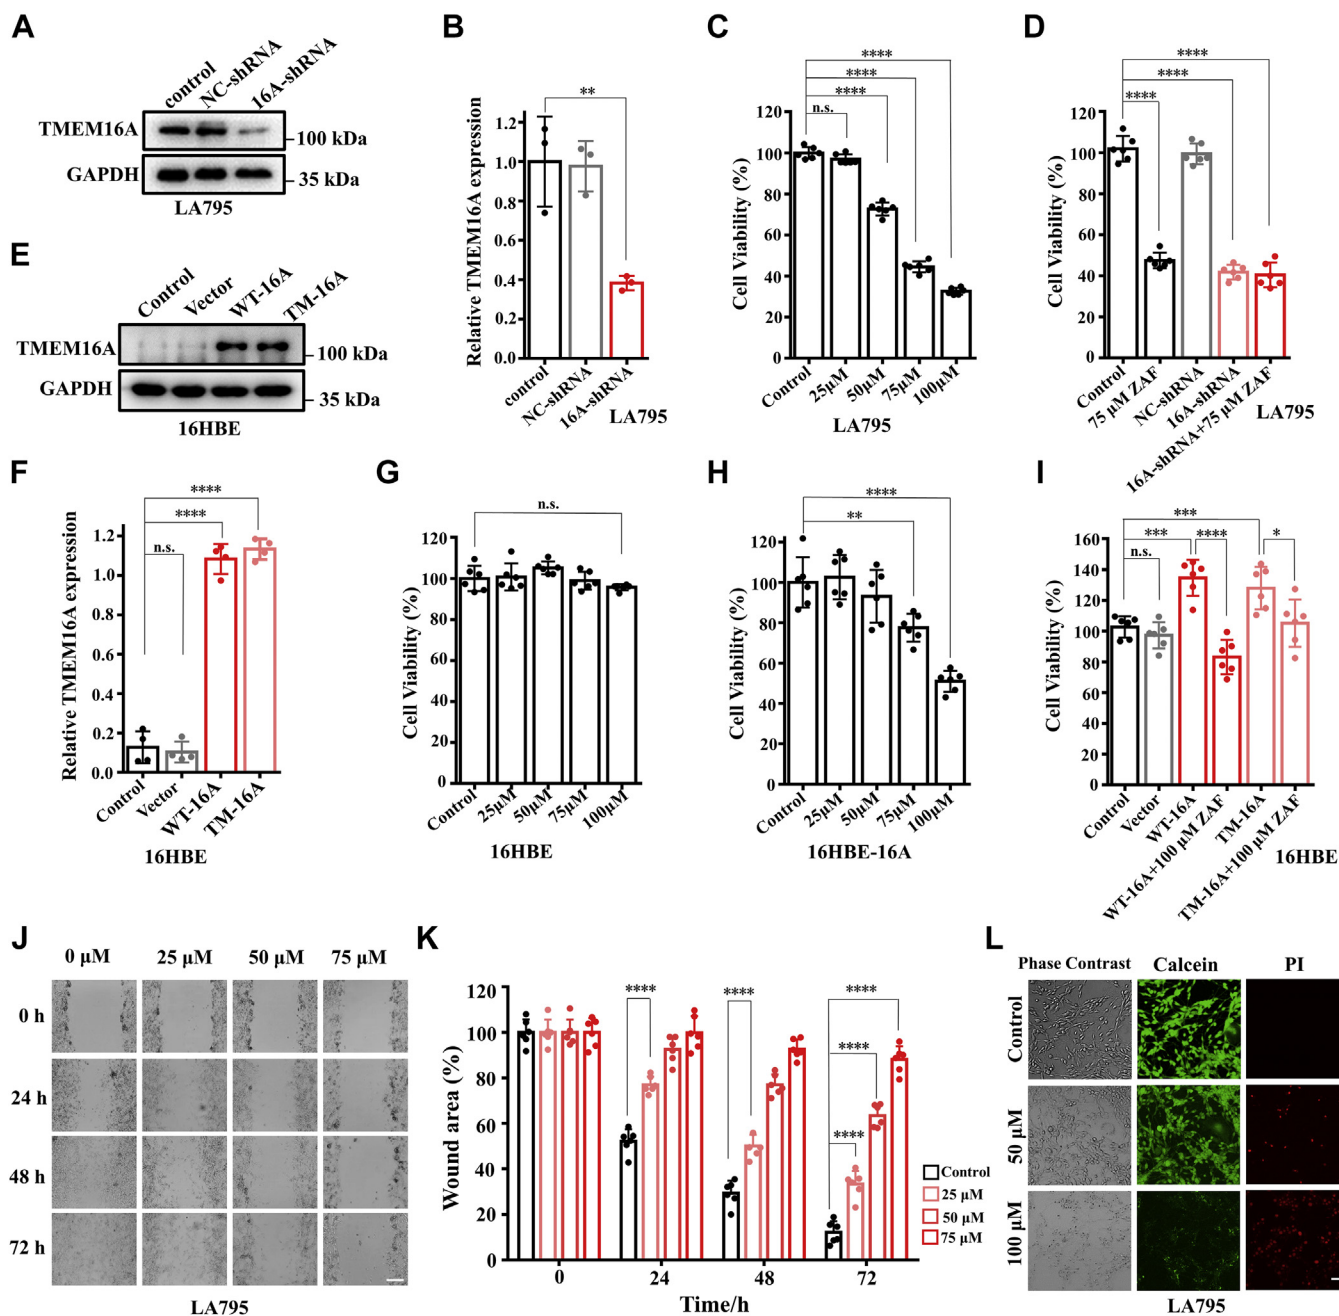 A
control
NC-shRNA
16A-shRNA
TMEM16A
100 kDa
GAPDH
35 kDa
LA795
B
**
Relative TMEM16A expression
1.2
1.0
0.8
0.6
0.4
0.2
0.0
control
NC-shRNA
16A-shRNA
LA795
C
****
****
****
n.s.
Cell Viability (%)
120
100
80
60
40
20
0
Control
25μM
50μM
75μM
100μM
LA795
D
****
****
****
Cell Viability (%)
120
100
80
60
40
20
0
Control
75 μM ZAF
NC-shRNA
16A-shRNA
16A-shRNA+75 μM ZAF
LA795
E
Control
Vector
WT-16A
TM-16A
TMEM16A
100 kDa
GAPDH
35 kDa
16HBE
F
****
****
n.s.
Relative TMEM16A expression
1.2
1.0
0.8
0.6
0.4
0.2
0.0
Control
Vector
WT-16A
TM-16A
16HBE
G
n.s.
Cell Viability (%)
120
100
80
60
40
20
0
Control
25μM
50μM
75μM
100μM
16HBE
H
****
**
Cell Viability (%)
120
100
80
60
40
20
0
Control
25μM
50μM
75μM
100μM
16HBE-16A
I
***
***
****
*
n.s.
Cell Viability (%)
160
140
120
100
80
60
40
20
0
Control
Vector
WT-16A
WT-16A+100 μM ZAF
TM-16A
TM-16A+100 μM ZAF
16HBE
J
0 μM 25 μM 50 μM 75 μM
0 h
24 h
48 h
72 h
LA795
K
****
****
****
****
****
Wound area (%)
120
100
80
60
40
20
0
0 24 48 72
Time/h
Control
25 μM
50 μM
75 μM
L
Phase Contrast Calcein PI
Control
50 μM
100 μM
LA795